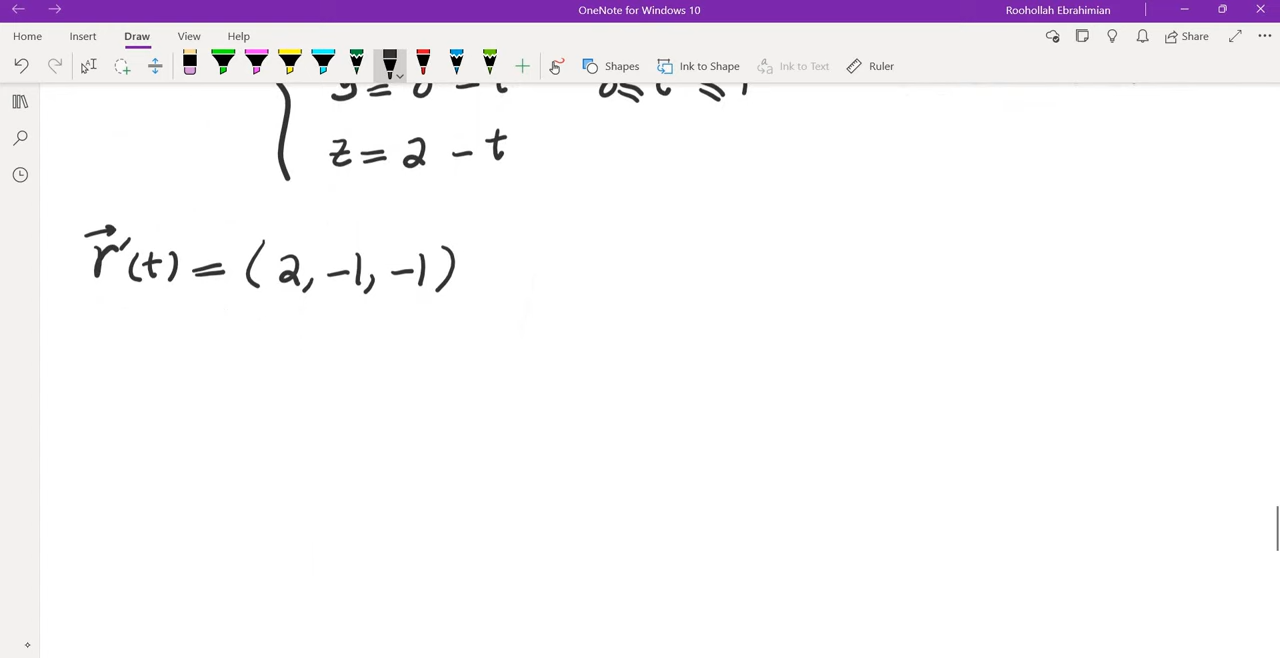 OneNote for Windows 10
Roohollah Ebrahimian
Home Insert Draw View Help
Share
Shapes Ink to Shape Ink to Text Ruler
z = 2 - t
r⃗'(t) = ( 2, -1, -1 )